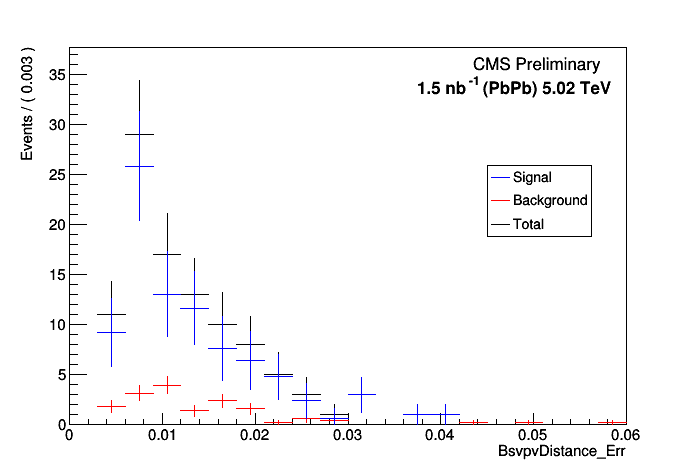 CMS Preliminary
1.5 nb-1 (PbPb) 5.02 TeV
Events / ( 0.003 )
35
30
25
20
15
10
5
0
Signal
Background
Total
0 0.01 0.02 0.03 0.04 0.05 0.06
BsvpvDistance_Err